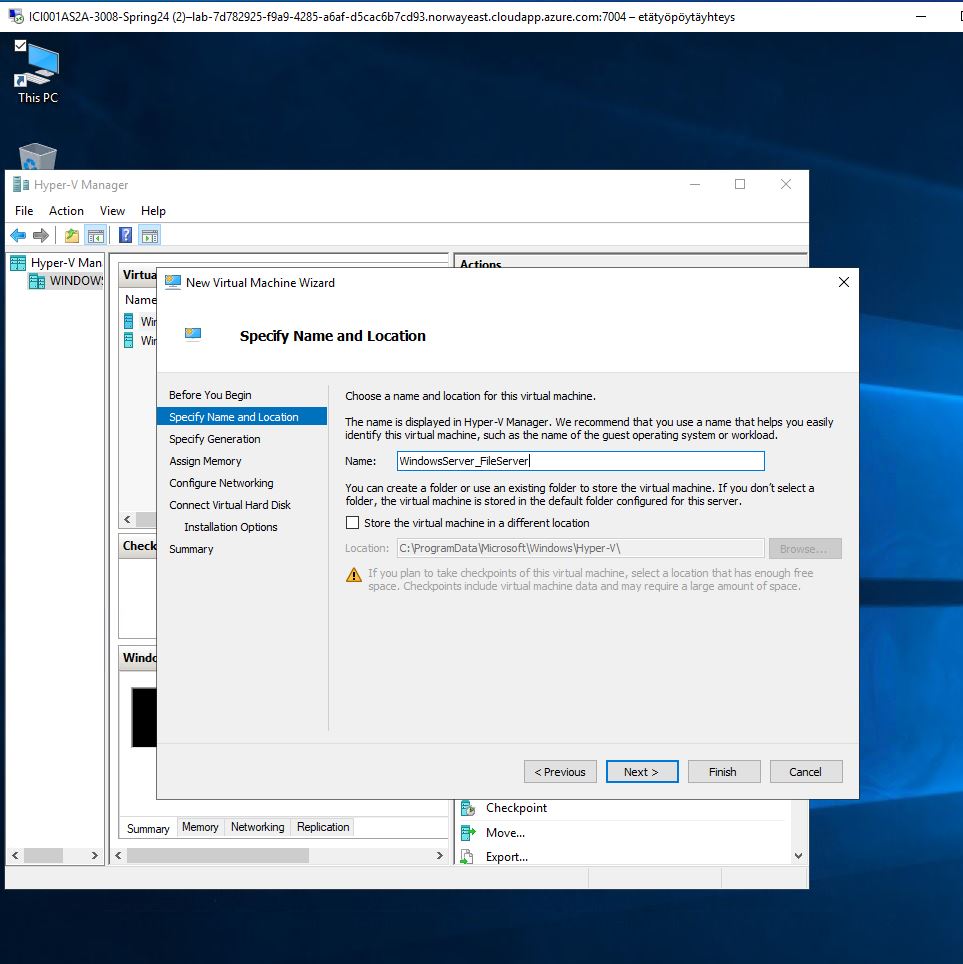 ICI001AS2A-3008-Spring24 (2)—lab-7d782925-f9a9-4285-a6af-d5cac6b7cd93.norwayeast.cloudapp.azure.com:7004 – etätyöpöytäyhteys
This PC
Hyper-V Manager
File Action View Help
Hyper-V Man
WINDOWS
Virtua
Name
Wir
Wir
Check
Windo
Actions
New Virtual Machine Wizard
Specify Name and Location
Before You Begin
Specify Name and Location
Specify Generation
Assign Memory
Configure Networking
Connect Virtual Hard Disk
Installation Options
Summary
Choose a name and location for this virtual machine.
The name is displayed in Hyper-V Manager. We recommend that you use a name that helps you easily
identify this virtual machine, such as the name of the guest operating system or workload.
Name: WindowsServer_FileServer
You can create a folder or use an existing folder to store the virtual machine. If you don't select a
folder, the virtual machine is stored in the default folder configured for this server.
Store the virtual machine in a different location
Location: C:\ProgramData\Microsoft\Windows\Hyper-V\ Browse...
If you plan to take checkpoints of this virtual machine, select a location that has enough free
space. Checkpoints include virtual machine data and may require a large amount of space.
< Previous Next > Finish Cancel
Summary Memory Networking Replication
Checkpoint
Move...
Export...